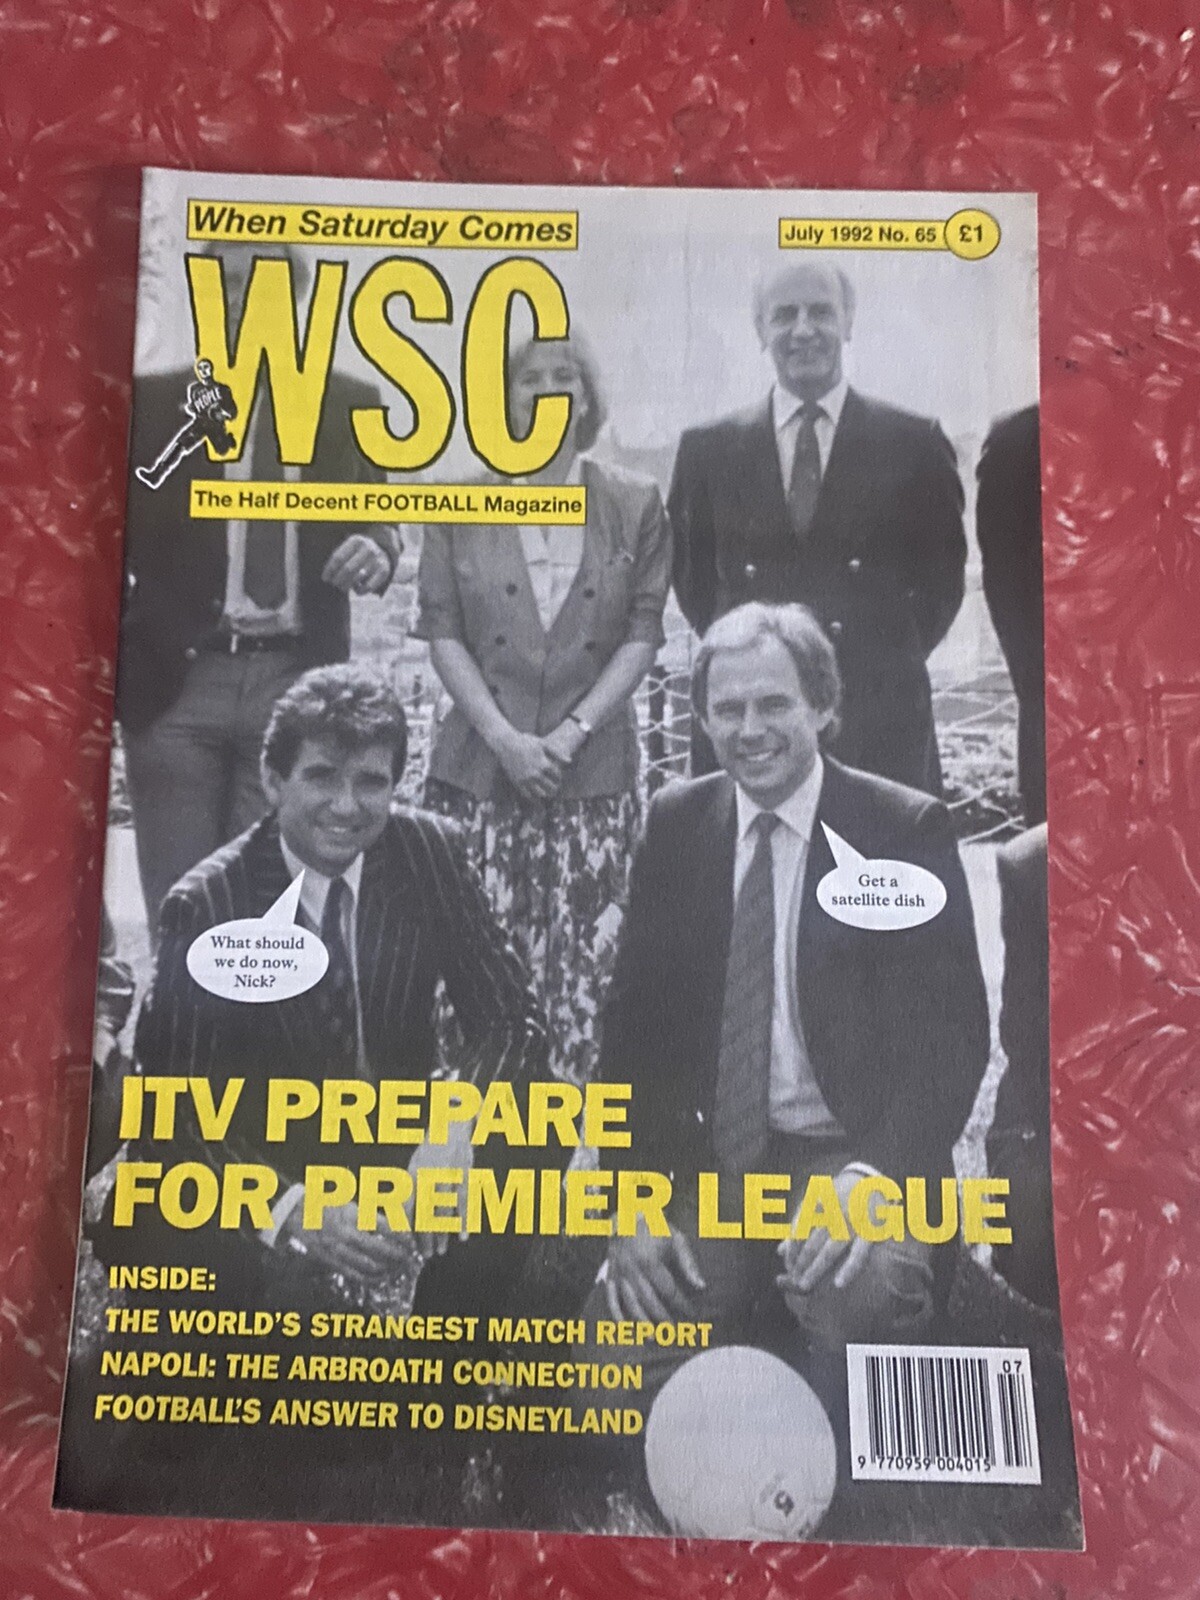 When Saturday Comes
July 1992 No. 65
£1
WSC
PEOPLE
The Half Decent FOOTBALL Magazine
Get a
satellite dish
What should
we do now,
Nick?
ITV PREPARE
FOR PREMIER LEAGUE
INSIDE:
THE WORLD'S STRANGEST MATCH REPORT
NAPOLI: THE ARBROATH CONNECTION
FOOTBALL'S ANSWER TO DISNEYLAND
07
9 770959 004015